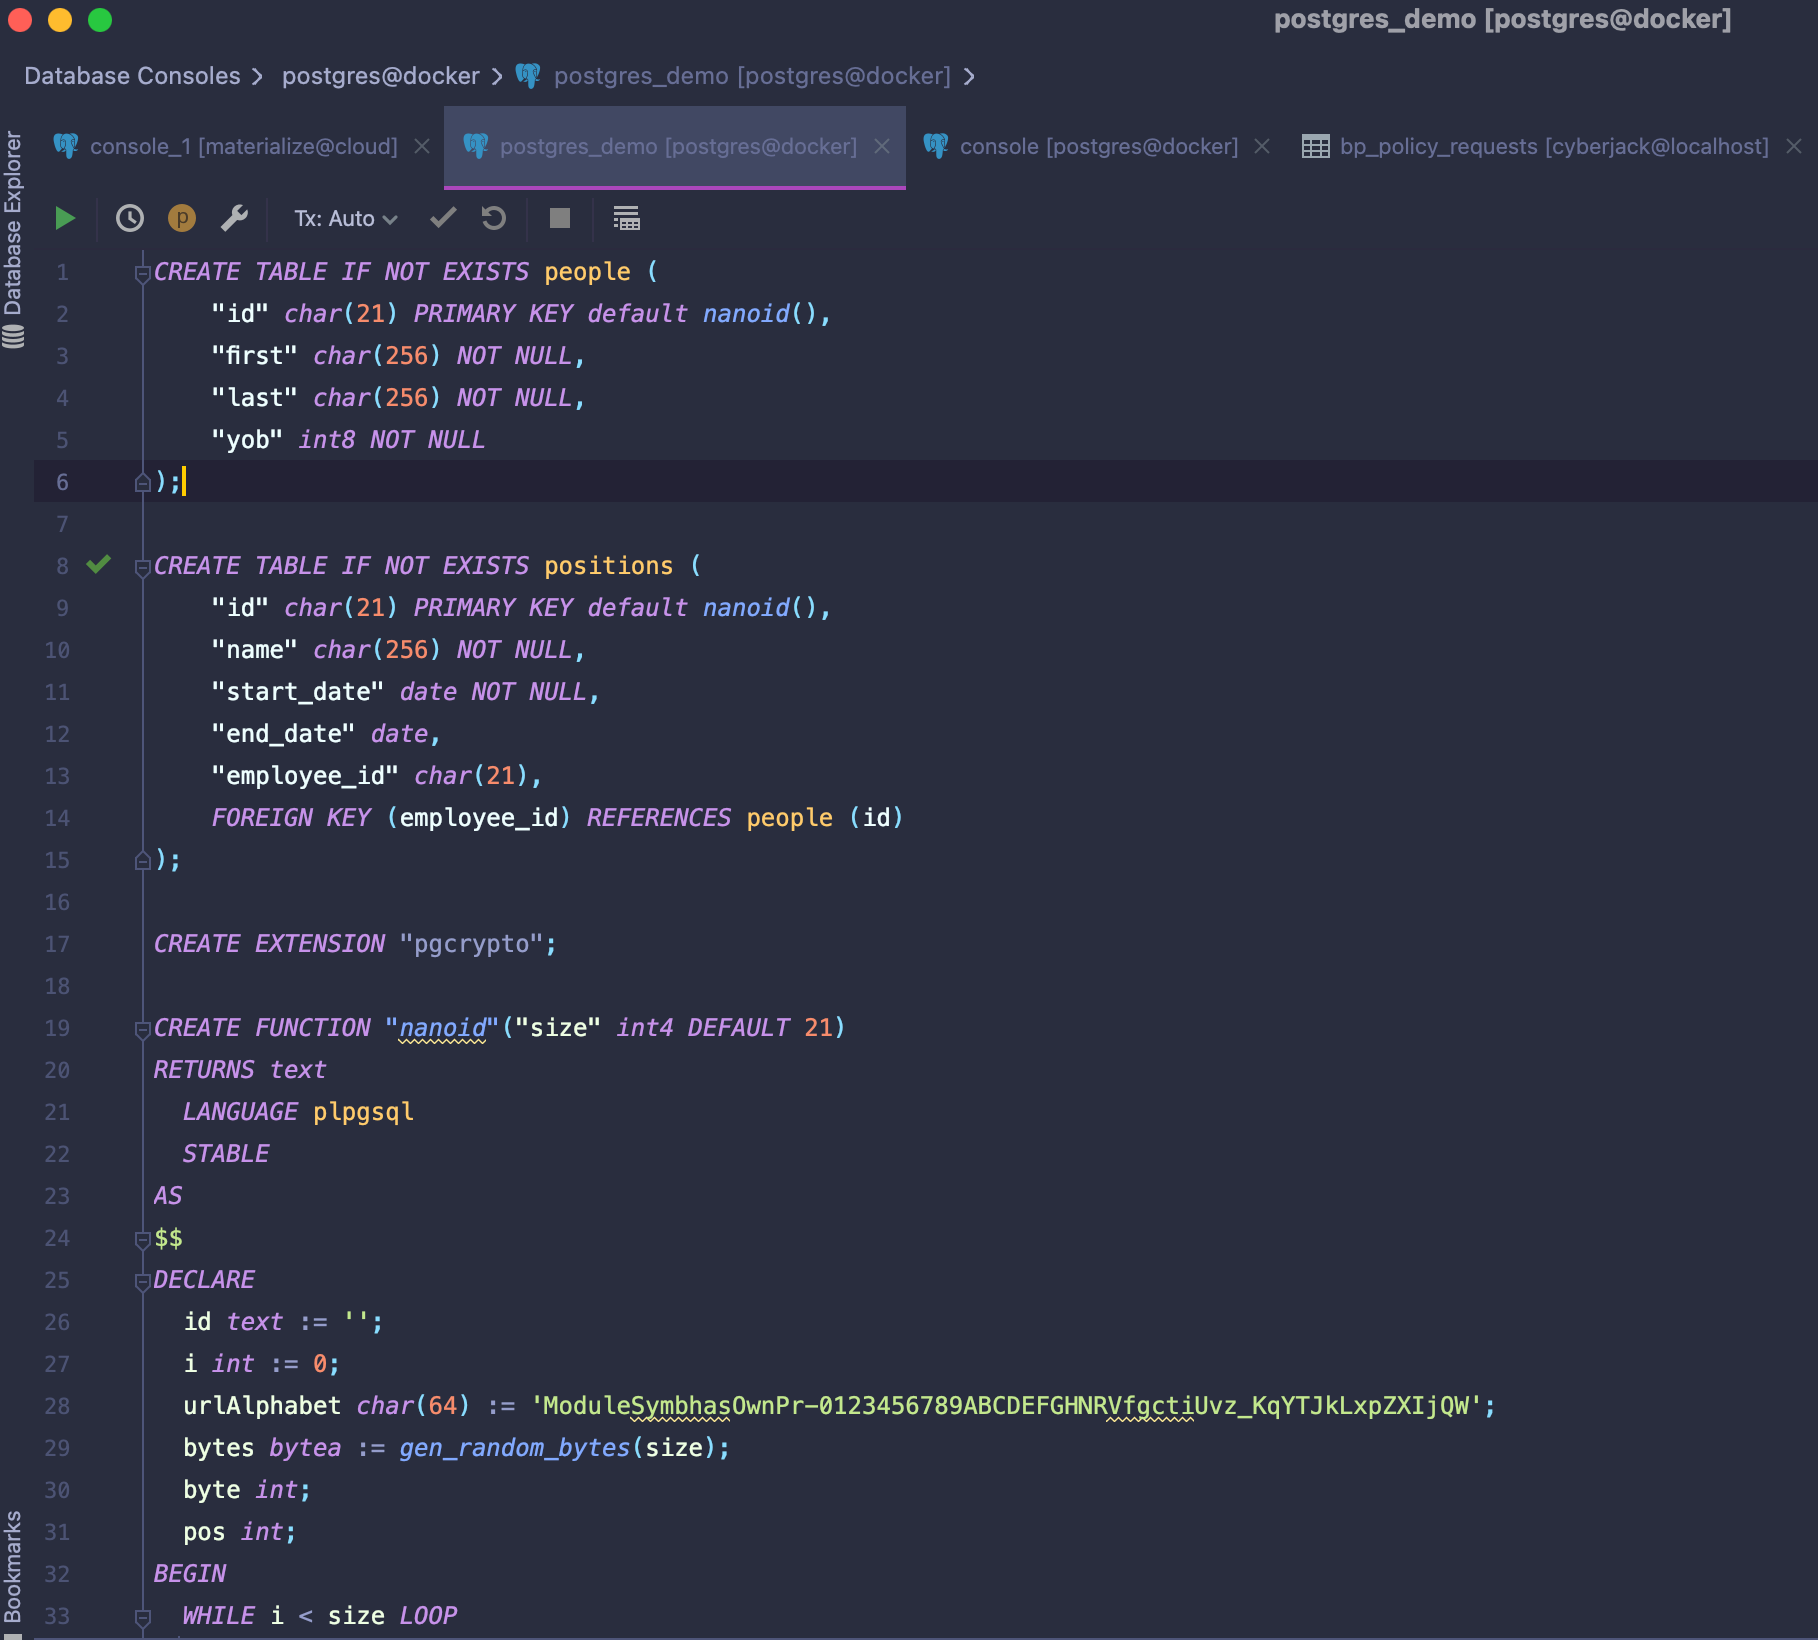 postgres_demo [postgres@docker]
Database Consoles › postgres@docker › postgres_demo [postgres@docker] ›
console_1 [materialize@cloud] postgres_demo [postgres@docker] console [postgres@docker] bp_policy_requests [cyberjack@localhost]
p Tx: Auto
Database Explorer
1 CREATE TABLE IF NOT EXISTS people (
2 "id" char(21) PRIMARY KEY default nanoid(),
3 "first" char(256) NOT NULL,
4 "last" char(256) NOT NULL,
5 "yob" int8 NOT NULL
6 );
7
8 CREATE TABLE IF NOT EXISTS positions (
9 "id" char(21) PRIMARY KEY default nanoid(),
10 "name" char(256) NOT NULL,
11 "start_date" date NOT NULL,
12 "end_date" date,
13 "employee_id" char(21),
14 FOREIGN KEY (employee_id) REFERENCES people (id)
15 );
16
17 CREATE EXTENSION "pgcrypto";
18
19 CREATE FUNCTION "nanoid"("size" int4 DEFAULT 21)
20 RETURNS text
21 LANGUAGE plpgsql
22 STABLE
23 AS
24 $$
25 DECLARE
26 id text := '';
27 i int := 0;
28 urlAlphabet char(64) := 'ModuleSymbhasOwnPr-0123456789ABCDEFGHNRVfgctiUvz_KqYTJkLxpZXIjQW';
29 bytes bytea := gen_random_bytes(size);
30 byte int;
31 pos int;
32 BEGIN
33 WHILE i < size LOOP
Bookmarks